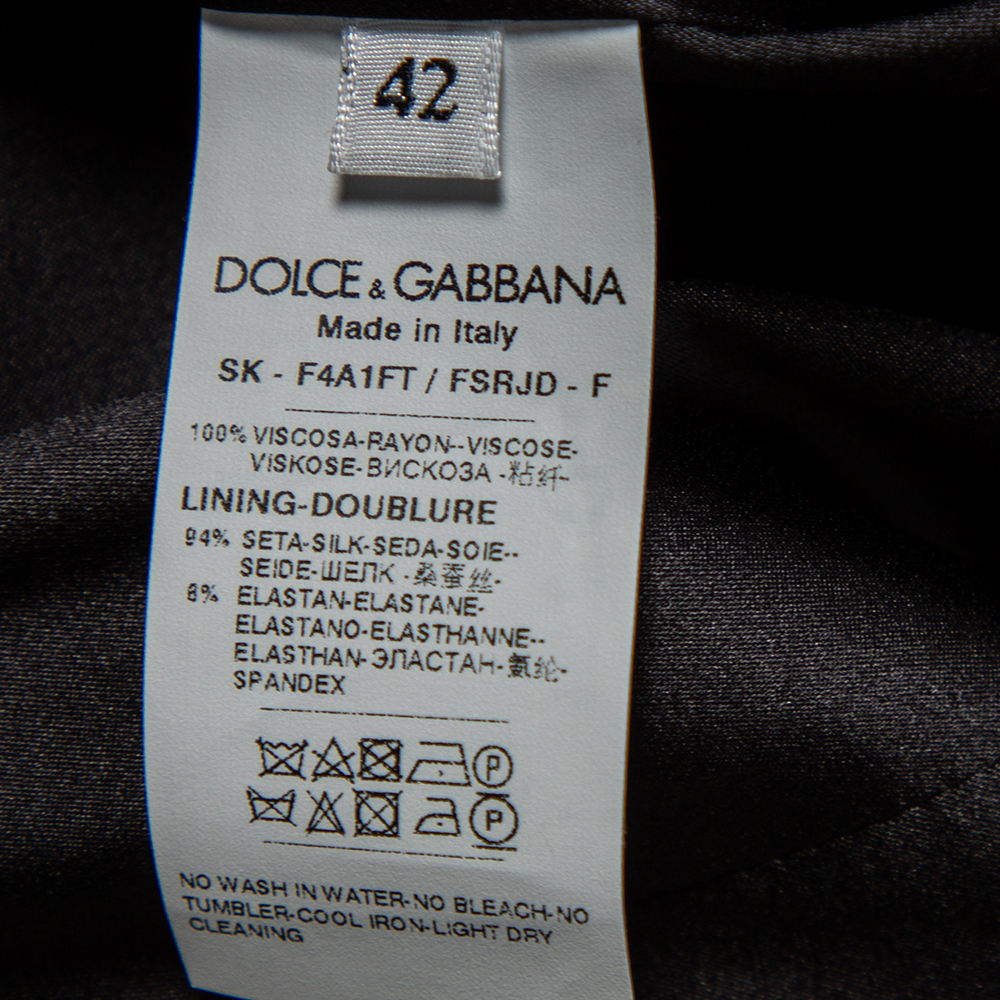 42
DOLCE & GABBANA
Made in Italy
SK - F4A1FT / FSRJD - F
100% VISCOSA-RAYON--VISCOSE-
VISKOSE-ВИСКОЗА -粘纤-
LINING-DOUBLURE
94% SETA-SILK-SEDA-SOIE--
SEIDE-ШЕЛК -桑蚕丝-
6% ELASTAN-ELASTANE-
ELASTANO-ELASTHANNE--
ELASTHAN-ЭЛАСТАН-氨纶-
SPANDEX
P
P
NO WASH IN WATER-NO BLEACH-NO
TUMBLER-COOL IRON-LIGHT DRY
CLEANING